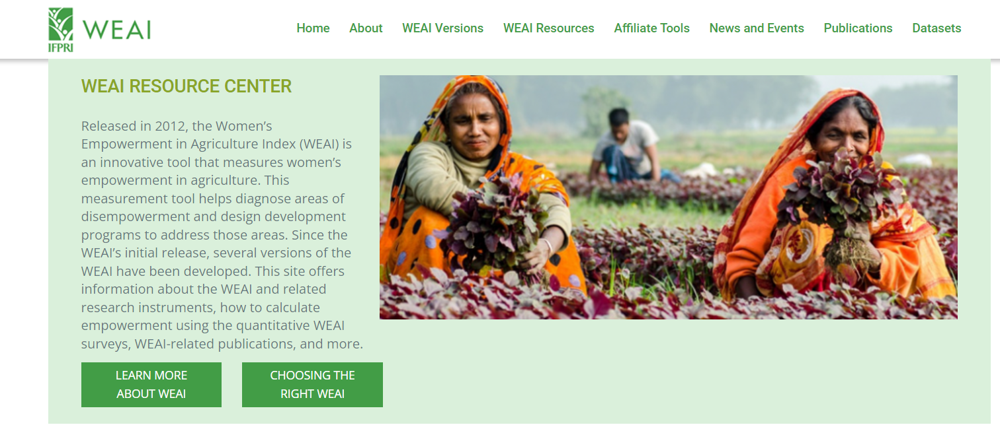 IFPRI
WEAI
Home About WEAI Versions WEAI Resources Affiliate Tools News and Events Publications Datasets
WEAI RESOURCE CENTER
Released in 2012, the Women’s
Empowerment in Agriculture Index (WEAI) is
an innovative tool that measures women’s
empowerment in agriculture. This
measurement tool helps diagnose areas of
disempowerment and design development
programs to address those areas. Since the
WEAI’s initial release, several versions of the
WEAI have been developed. This site offers
information about the WEAI and related
research instruments, how to calculate
empowerment using the quantitative WEAI
surveys, WEAI-related publications, and more.
LEARN MORE
ABOUT WEAI
CHOOSING THE
RIGHT WEAI